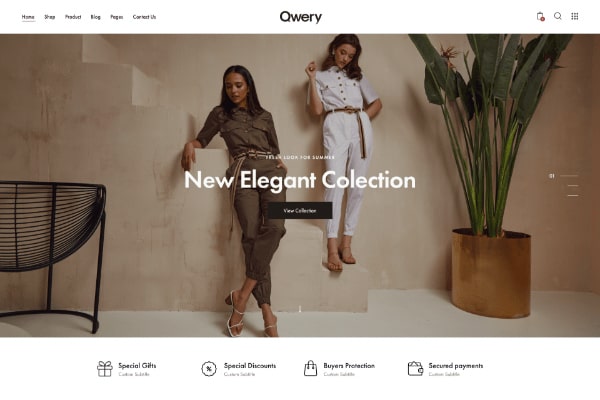 Home Shop Product Blog Pages Contact Us
Qwery
FRESH LOOK FOR SUMMER
New Elegant Colection
View Collection
01
Special Gifts
Custom Subtitle
Special Discounts
Custom Subtitle
Buyers Protection
Custom Subtitle
Secured payments
Custom Subtitle